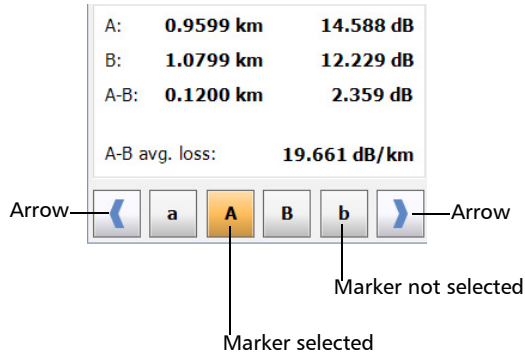 A: 0.9599 km 14.588 dB
B: 1.0799 km 12.229 dB
A-B: 0.1200 km 2.359 dB
A-B avg. loss: 19.661 dB/km
Arrow a A B b Arrow
Marker not selected
Marker selected